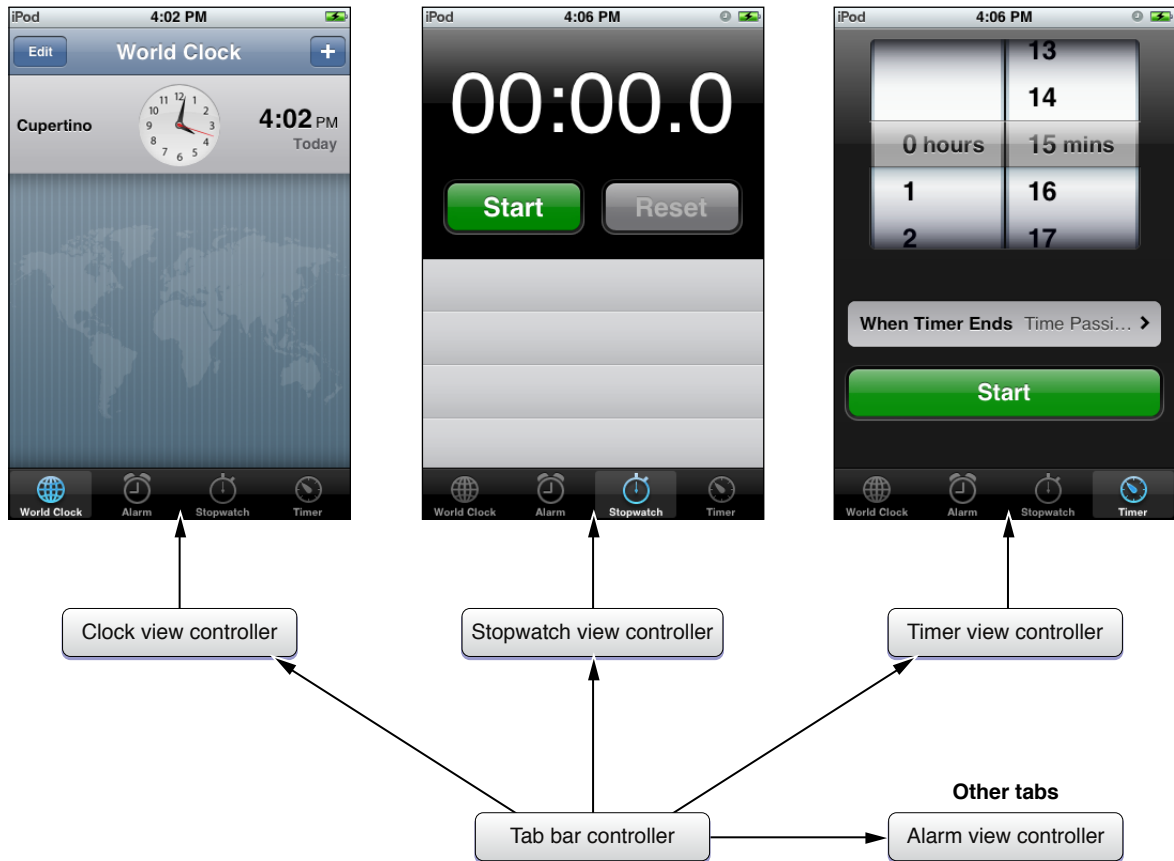 iPod 4:02 PM
Edit World Clock +
11 12 1
10 2
9 3
8 4
7 6 5
Cupertino
4:02 PM
Today
World Clock Alarm Stopwatch Timer
iPod 4:06 PM
00:00.0
Start Reset
World Clock Alarm Stopwatch Timer
iPod 4:06 PM
13
14
0 hours 15 mins
1 16
2 17
When Timer Ends Time Passi...
Start
World Clock Alarm Stopwatch Timer
Clock view controller
Stopwatch view controller
Timer view controller
Other tabs
Tab bar controller
Alarm view controller